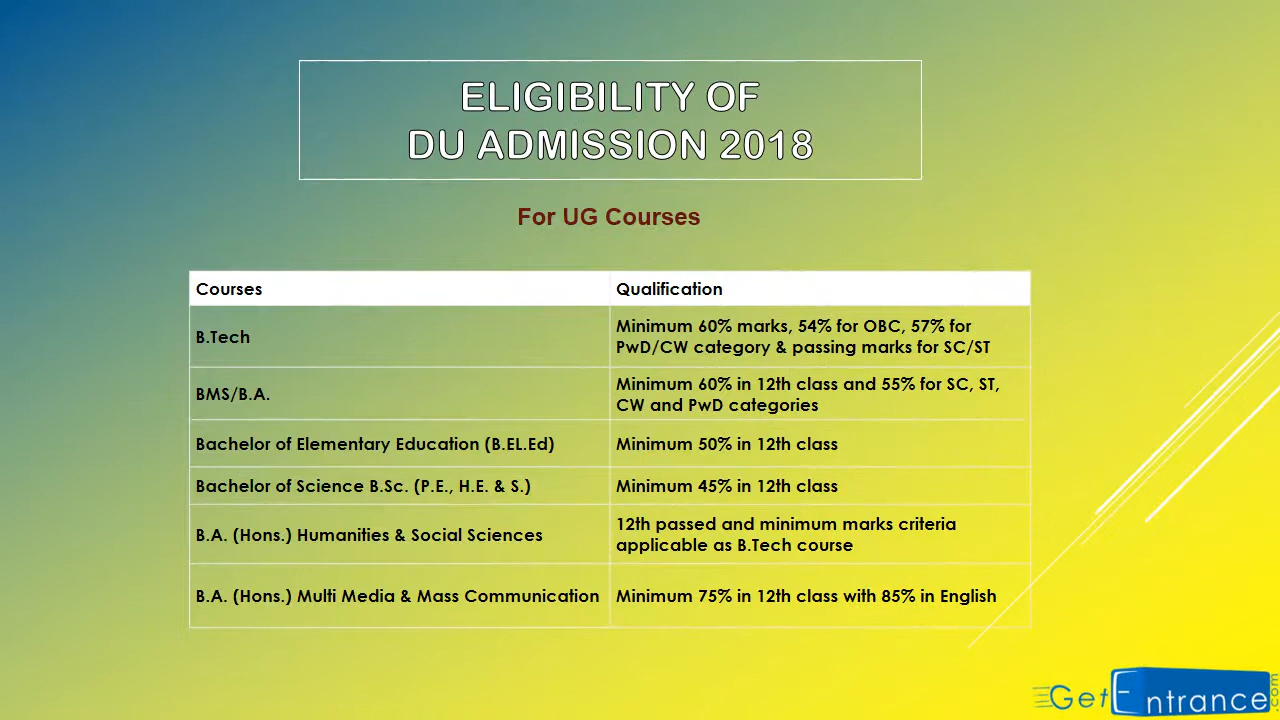 ELIGIBILITY OF
DU ADMISSION 2018
For UG Courses
Courses
Qualification
B.Tech
Minimum 60% marks, 54% for OBC, 57% for
PwD/CW category & passing marks for SC/ST
BMS/B.A.
Minimum 60% in 12th class and 55% for SC, ST,
CW and PwD categories
Bachelor of Elementary Education (B.EL.Ed)
Minimum 50% in 12th class
Bachelor of Science B.Sc. (P.E., H.E. & S.)
Minimum 45% in 12th class
B.A. (Hons.) Humanities & Social Sciences
12th passed and minimum marks criteria
applicable as B.Tech course
B.A. (Hons.) Multi Media & Mass Communication
Minimum 75% in 12th class with 85% in English
GetEntrance.com